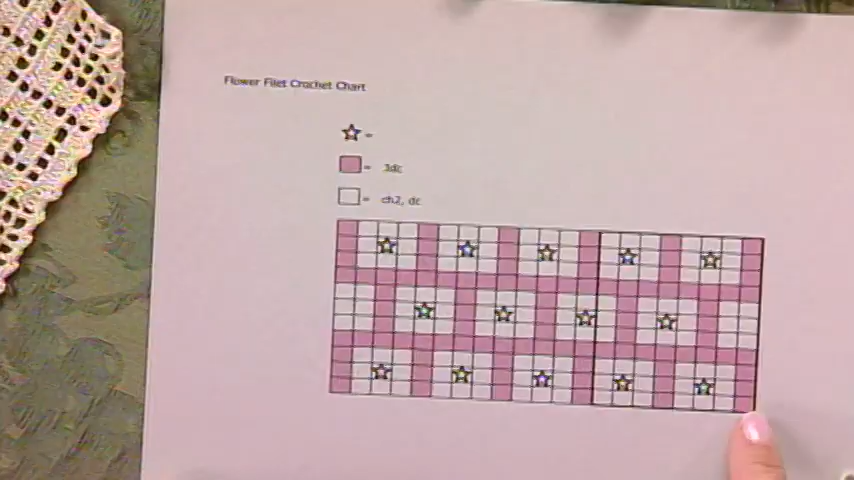 Flower Filet Crochet Chart
=
= 3dc
= ch2, dc